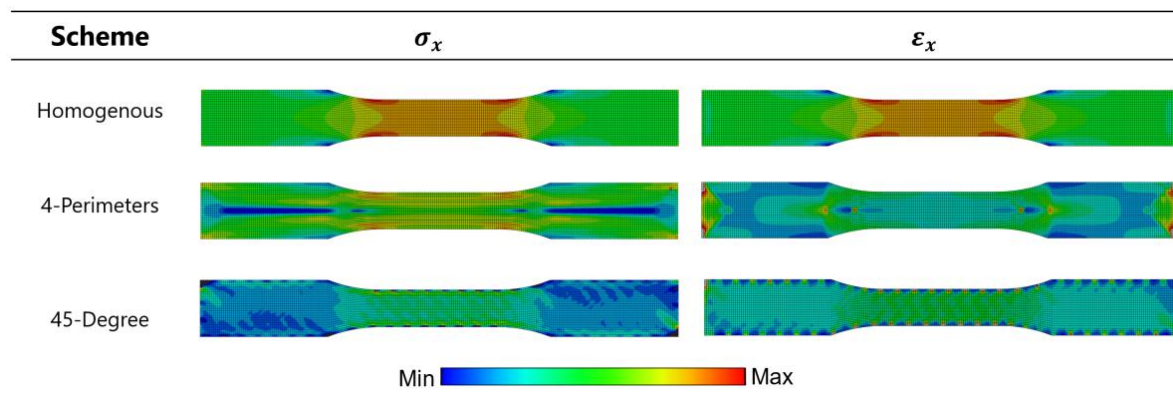 Scheme σₓ εₓ
Homogenous
4-Perimeters
45-Degree
Min Max